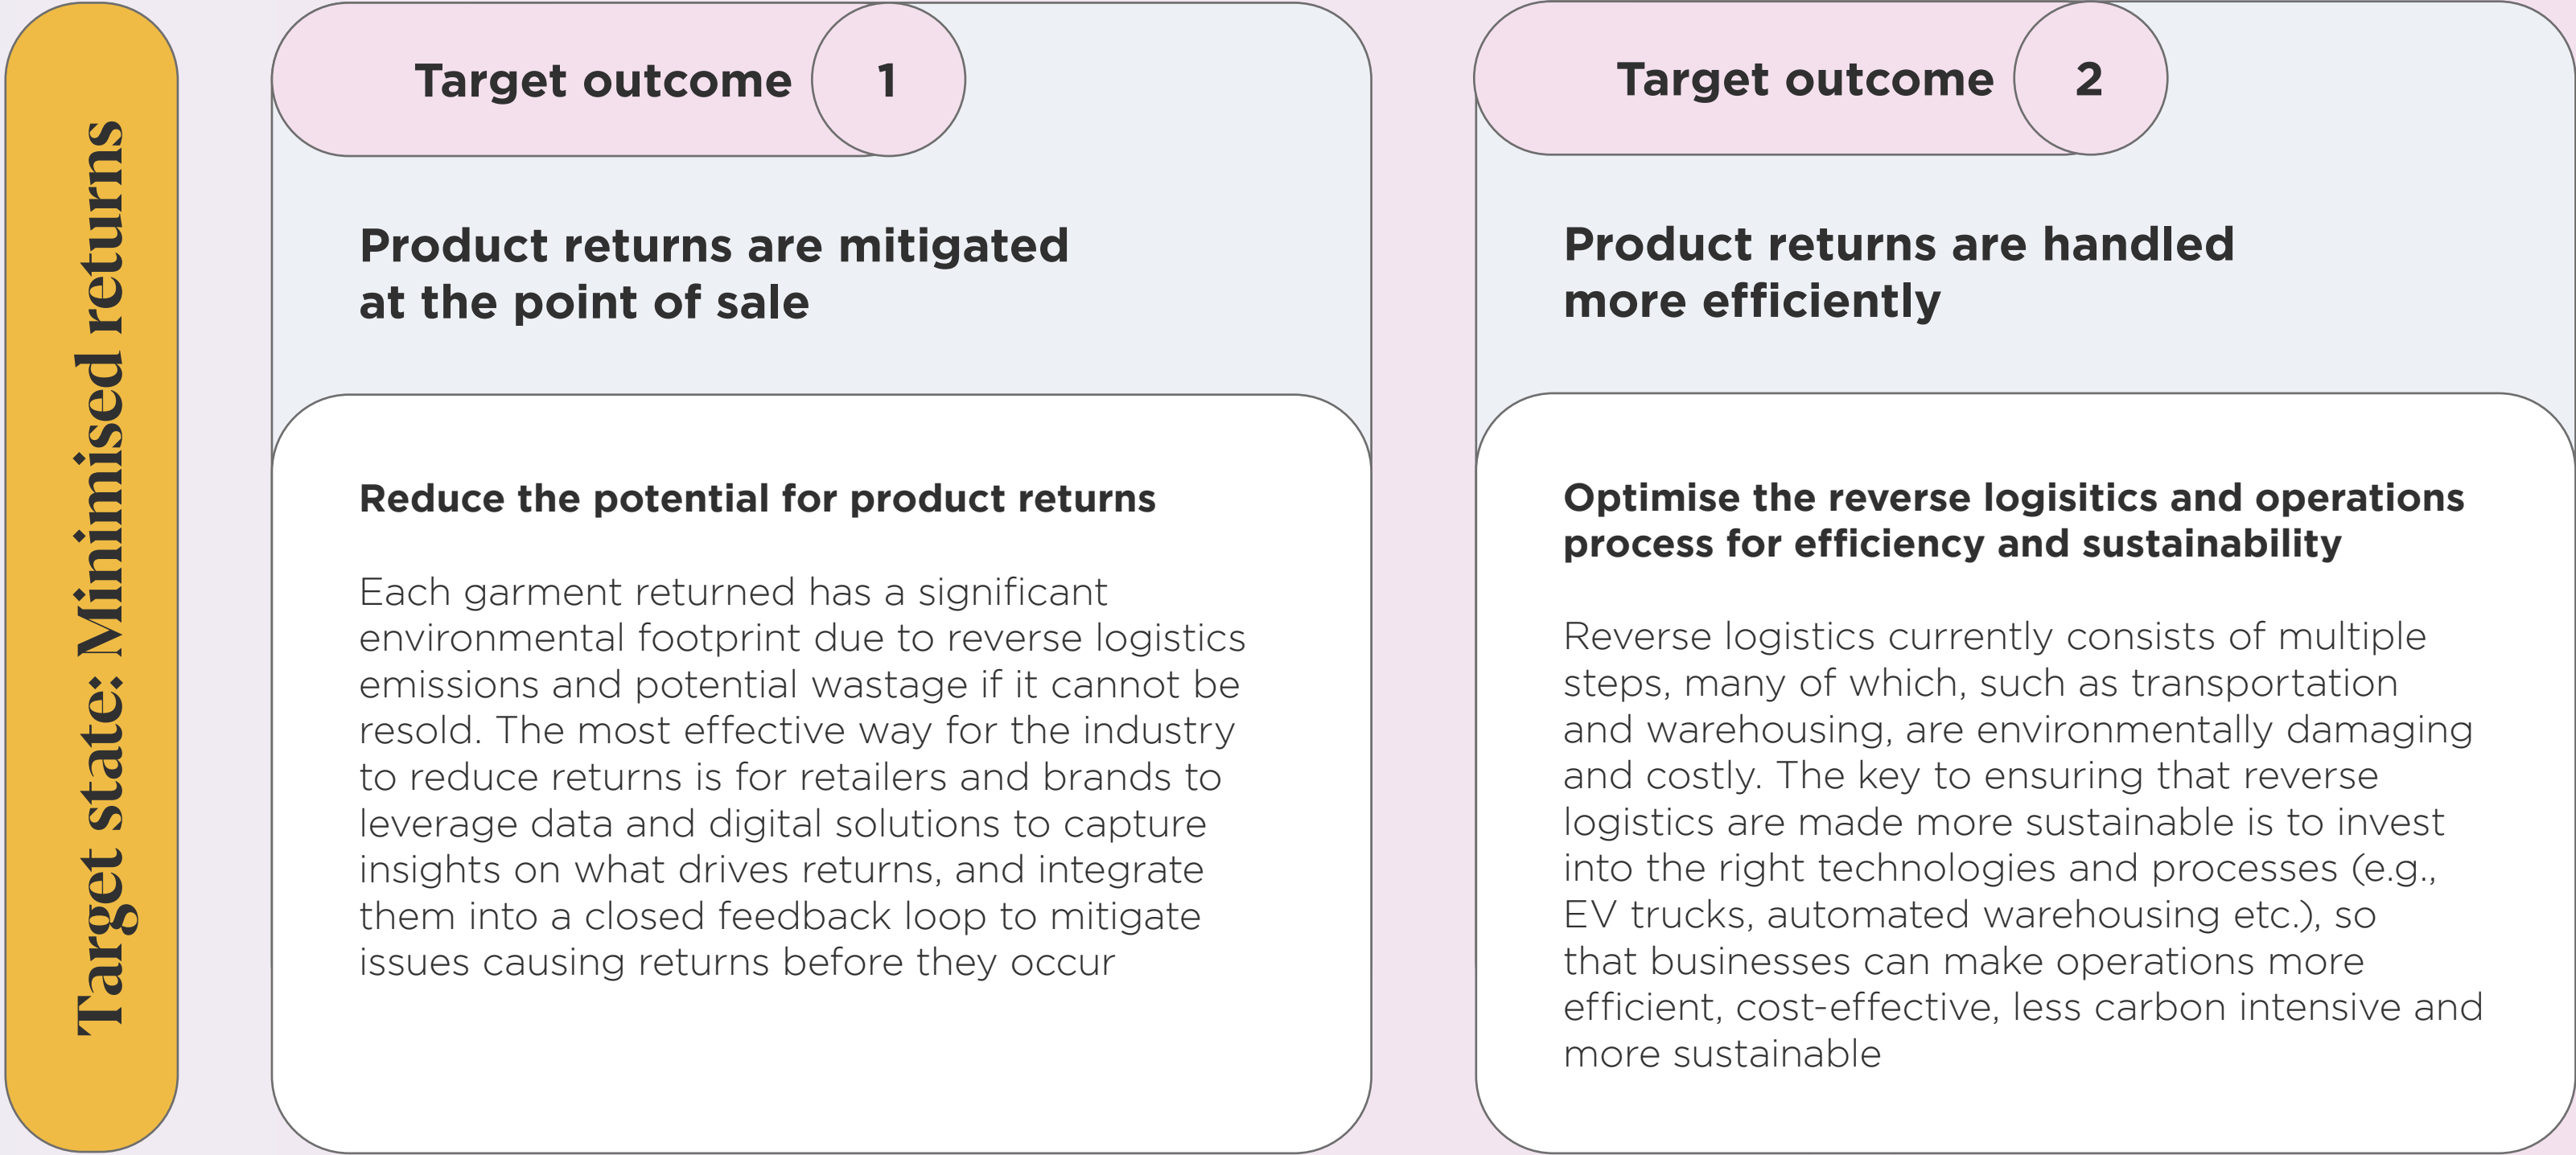 Target state: Minimised returns
Target outcome 1
Product returns are mitigated
at the point of sale
Reduce the potential for product returns
Each garment returned has a significant
environmental footprint due to reverse logistics
emissions and potential wastage if it cannot be
resold. The most effective way for the industry
to reduce returns is for retailers and brands to
leverage data and digital solutions to capture
insights on what drives returns, and integrate
them into a closed feedback loop to mitigate
issues causing returns before they occur
Target outcome 2
Product returns are handled
more efficiently
Optimise the reverse logisitics and operations
process for efficiency and sustainability
Reverse logistics currently consists of multiple
steps, many of which, such as transportation
and warehousing, are environmentally damaging
and costly. The key to ensuring that reverse
logistics are made more sustainable is to invest
into the right technologies and processes (e.g.,
EV trucks, automated warehousing etc.), so
that businesses can make operations more
efficient, cost-effective, less carbon intensive and
more sustainable